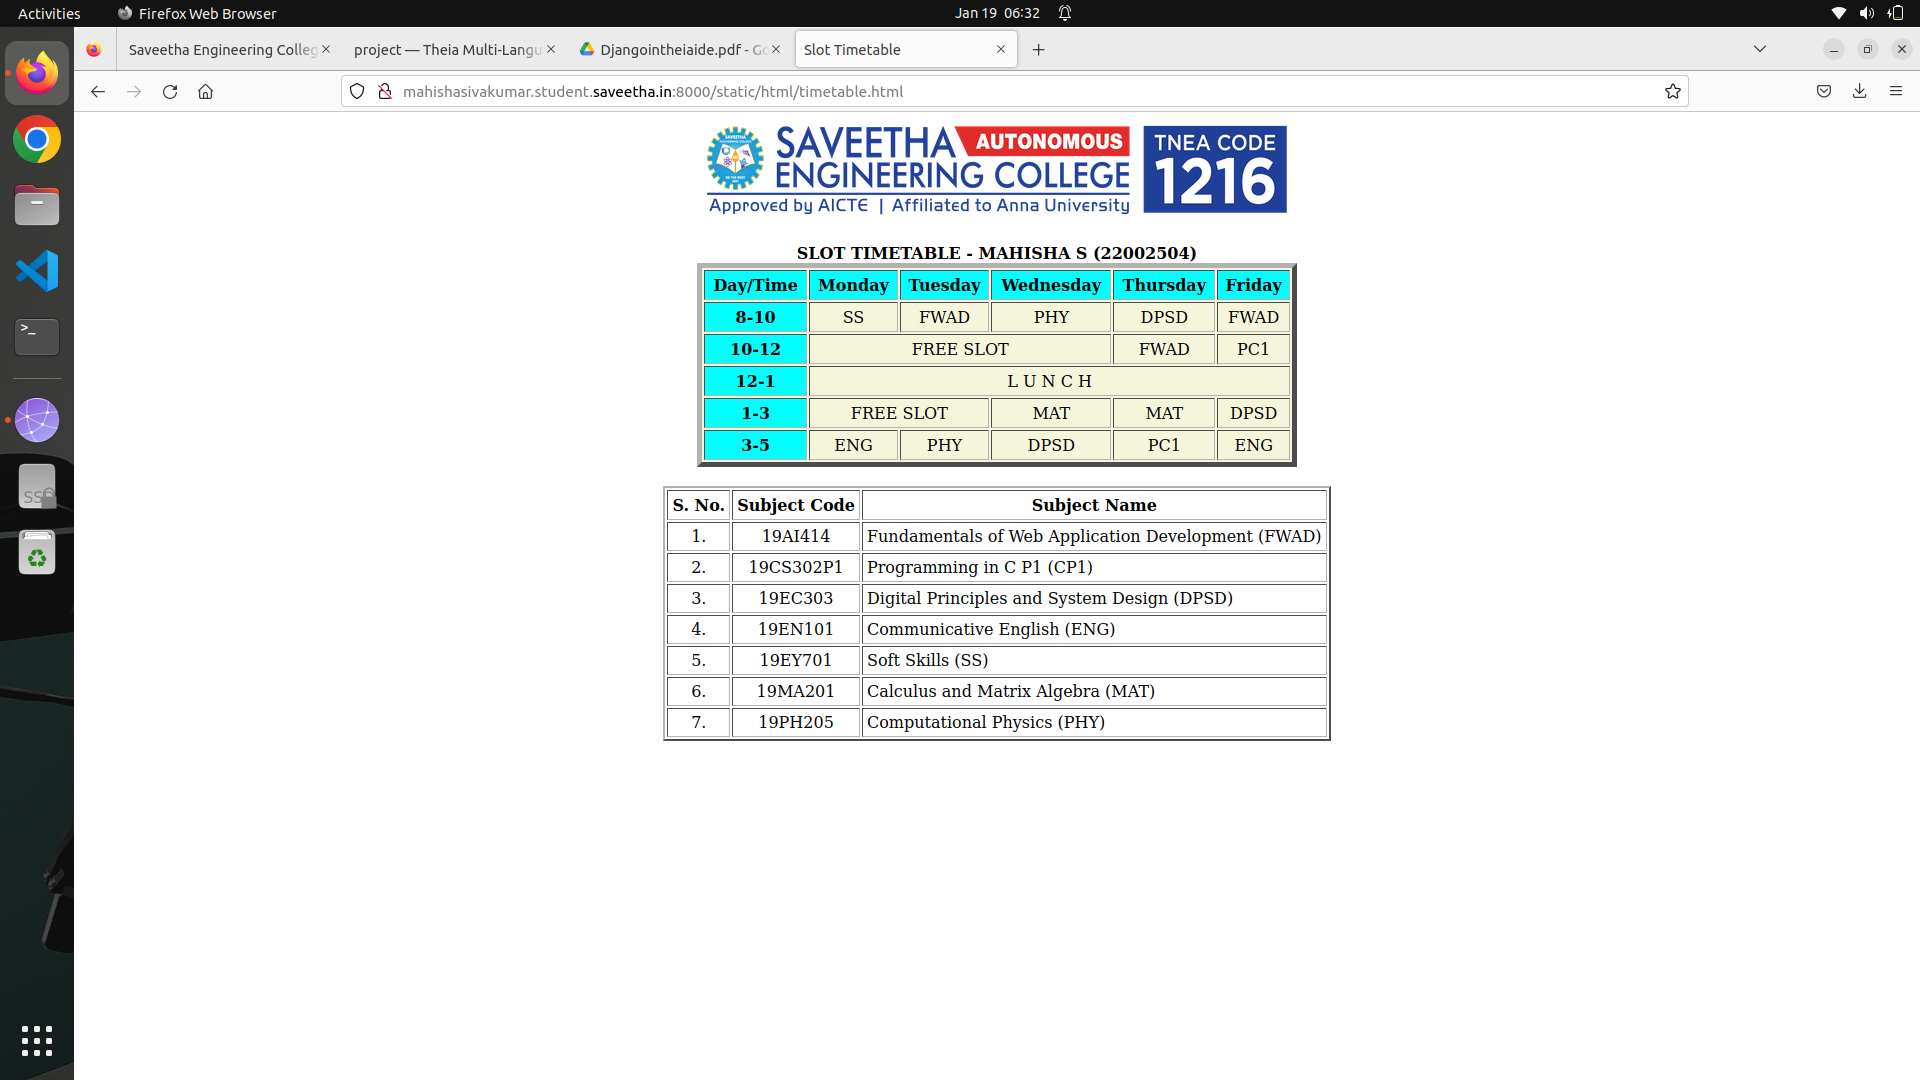 Activities Firefox Web Browser Jan 19 06:32
Saveetha Engineering Colleg project — Theia Multi-Langu Djangointheiaide.pdf - Go Slot Timetable
mahishasivakumar.student.saveetha.in:8000/static/html/timetable.html
SAVEETHA AUTONOMOUS
ENGINEERING COLLEGE
Approved by AICTE | Affiliated to Anna University
TNEA CODE
1216
SLOT TIMETABLE - MAHISHA S (22002504)
Day/Time Monday Tuesday Wednesday Thursday Friday
8-10 SS FWAD PHY DPSD FWAD
10-12 FREE SLOT FWAD PC1
12-1 L U N C H
1-3 FREE SLOT MAT MAT DPSD
3-5 ENG PHY DPSD PC1 ENG
S. No. Subject Code Subject Name
1. 19AI414 Fundamentals of Web Application Development (FWAD)
2. 19CS302P1 Programming in C P1 (CP1)
3. 19EC303 Digital Principles and System Design (DPSD)
4. 19EN101 Communicative English (ENG)
5. 19EY701 Soft Skills (SS)
6. 19MA201 Calculus and Matrix Algebra (MAT)
7. 19PH205 Computational Physics (PHY)